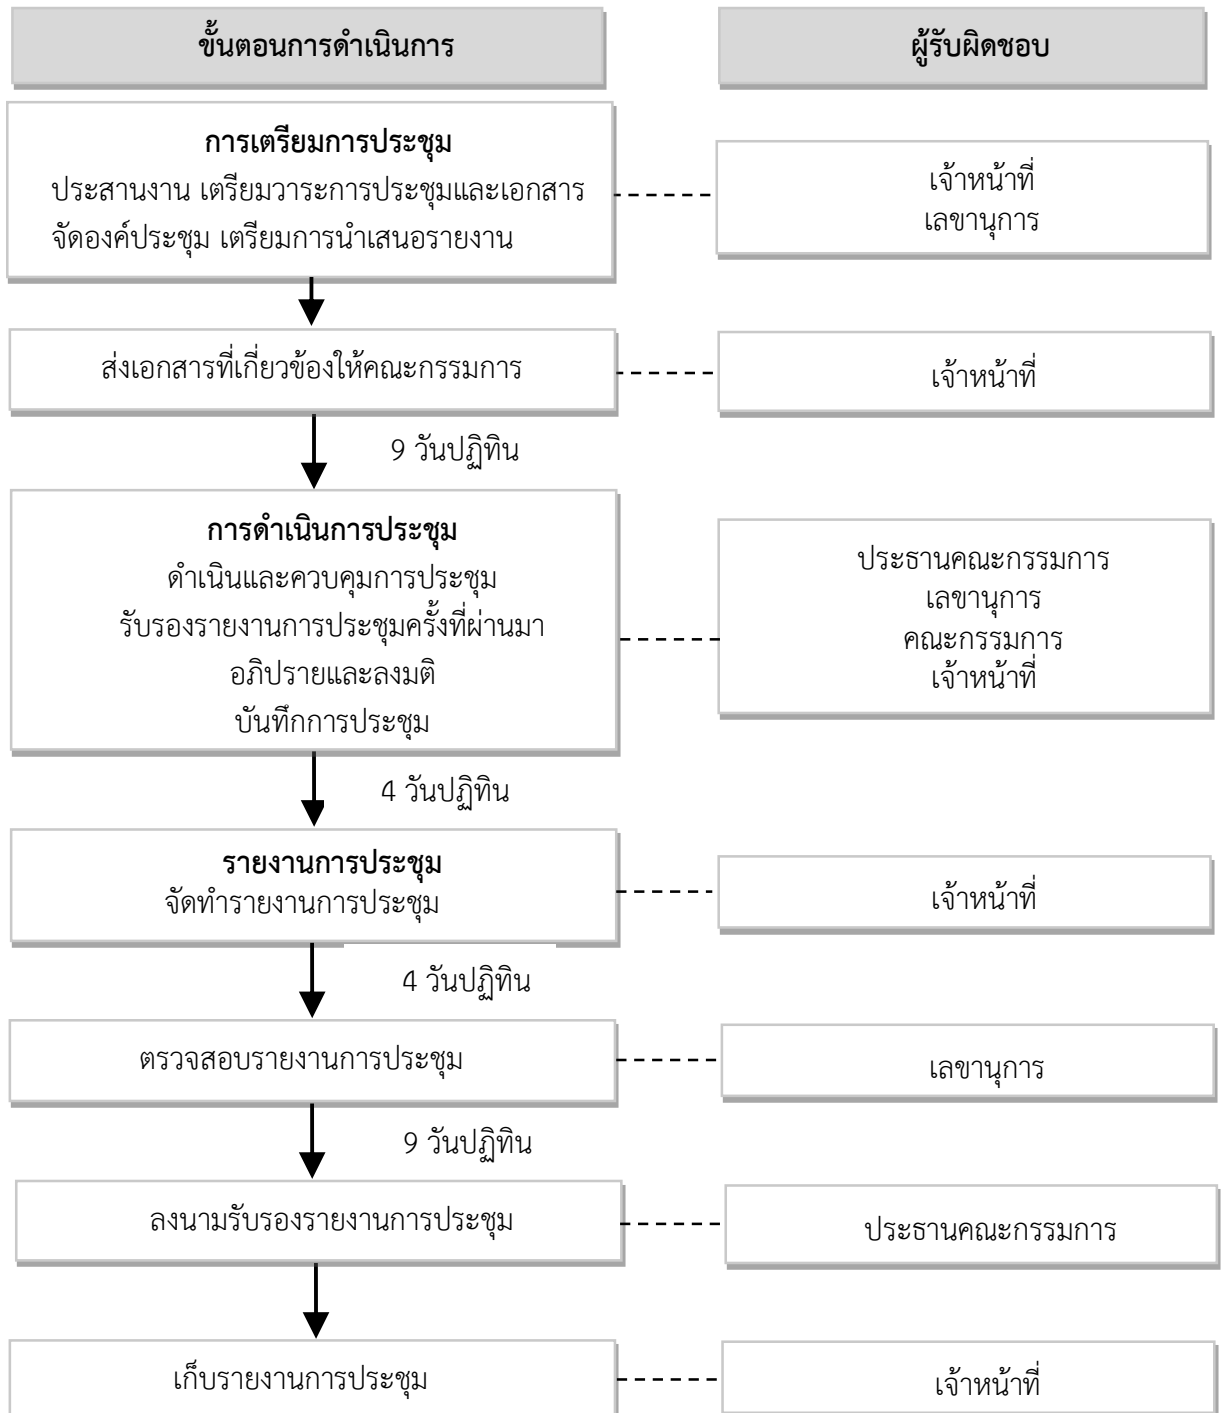 ขั้นตอนการดำเนินการ
ผู้รับผิดชอบ
การเตรียมการประชุม
ประสานงาน เตรียมวาระการประชุมและเอกสาร
จัดองค์ประชุม เตรียมการนำเสนอรายงาน
เจ้าหน้าที่
เลขานุการ
ส่งเอกสารที่เกี่ยวข้องให้คณะกรรมการ
เจ้าหน้าที่
9 วันปฏิทิน
การดำเนินการประชุม
ดำเนินและควบคุมการประชุม
รับรองรายงานการประชุมครั้งที่ผ่านมา
อภิปรายและลงมติ
บันทึกการประชุม
ประธานคณะกรรมการ
เลขานุการ
คณะกรรมการ
เจ้าหน้าที่
4 วันปฏิทิน
รายงานการประชุม
จัดทำรายงานการประชุม
เจ้าหน้าที่
4 วันปฏิทิน
ตรวจสอบรายงานการประชุม
เลขานุการ
9 วันปฏิทิน
ลงนามรับรองรายงานการประชุม
ประธานคณะกรรมการ
เก็บรายงานการประชุม
เจ้าหน้าที่